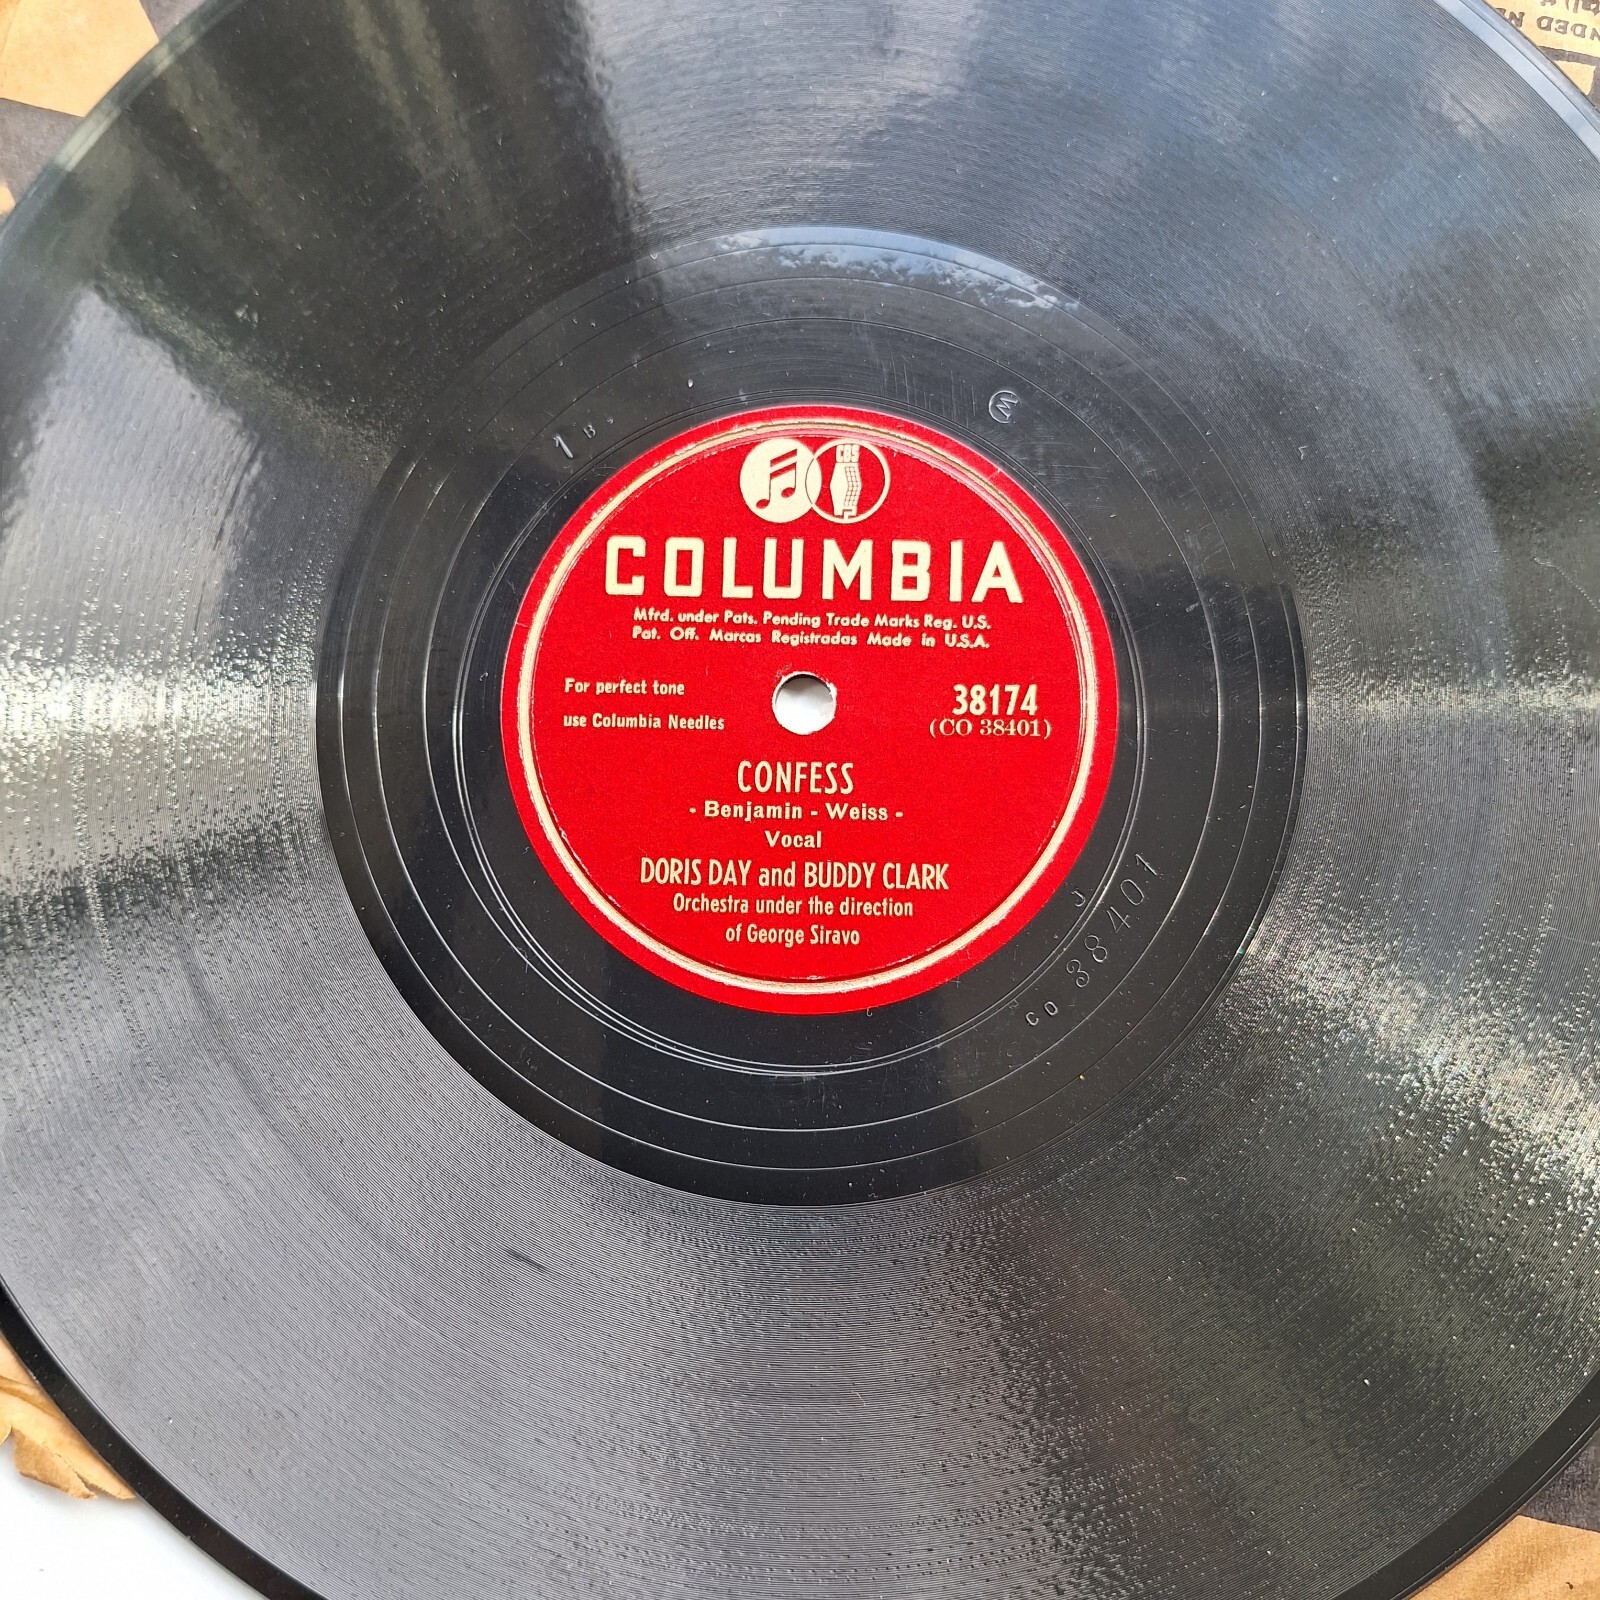 CBS
COLUMBIA
Mfrd. under Pats. Pending Trade Marks Reg. U.S.
Pat. Off. Marcas Registradas Made in U.S.A.
For perfect tone
use Columbia Needles
38174
(CO 38401)
CONFESS
- Benjamin - Weiss -
Vocal
DORIS DAY and BUDDY CLARK
Orchestra under the direction
of George Siravo
1 B
W
J
CO 38401